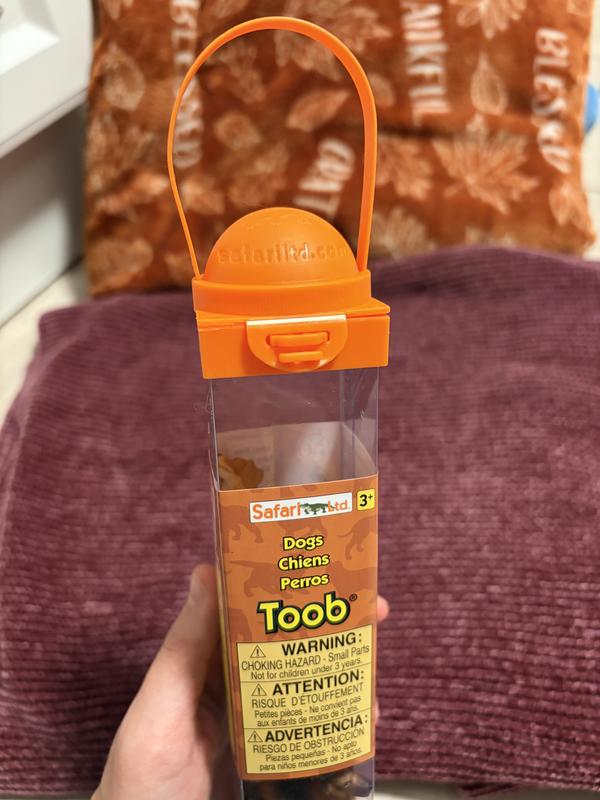 BLESSED
THANKFUL
BLESSED
safariltd.com
Safari Ltd.
3+
Dogs
Chiens
Perros
Toob®
WARNING:
CHOKING HAZARD - Small Parts
Not for children under 3 years.
ATTENTION:
RISQUE D'ÉTOUFFEMENT
Petites pièces - Ne convient pas
aux enfants de moins de 3 ans.
ADVERTENCIA:
RIESGO DE OBSTRUCCIÓN
Piezas pequeñas - No apto
para niños menores de 3 años.